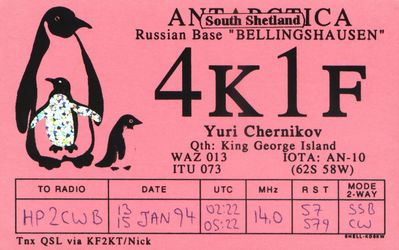 ANTARCTICA
South Shetland
Russian Base "BELLINGSHAUSEN"
4K1F
Yuri Chernikov
Qth: King George Island
WAZ 013 IOTA: AN-10
ITU 073 (62S 58W)
TO RADIO DATE UTC MHz R S T MODE 2-WAY
HP2CWB 13 JAN 94 02:22 14.0 57 SSB
15 05:22 579 CW
Tnx QSL via KF2KT/Nick
SHELL-KD6KW